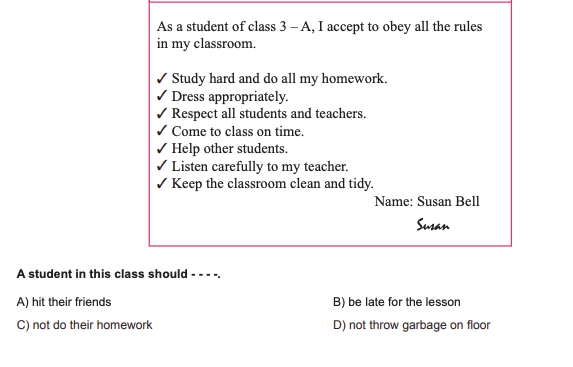 As a student of class 3 – A, I accept to obey all the rules
in my classroom.
✓ Study hard and do all my homework.
✓ Dress appropriately.
✓ Respect all students and teachers.
✓ Come to class on time.
✓ Help other students.
✓ Listen carefully to my teacher.
✓ Keep the classroom clean and tidy.
Name: Susan Bell
Susan
A student in this class should - - - -.
A) hit their friends
B) be late for the lesson
C) not do their homework
D) not throw garbage on floor